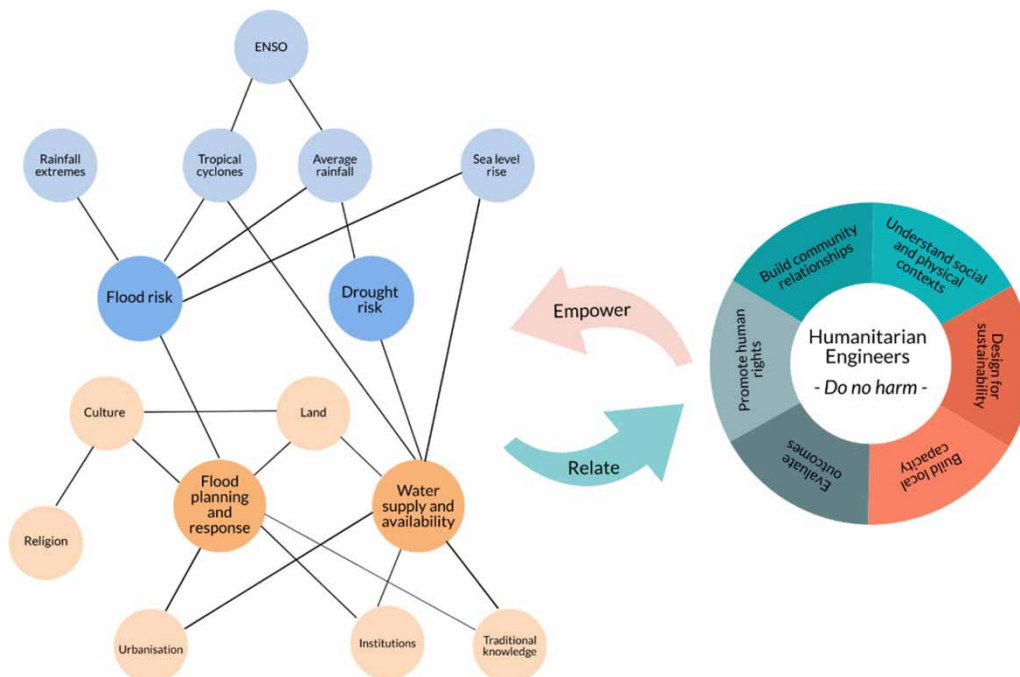 ENSO
Rainfall
extremes
Tropical
cyclones
Average
rainfall
Sea level
rise
Flood risk
Drought
risk
Culture
Land
Flood
planning
and
response
Water
supply and
availability
Religion
Urbanisation
Institutions
Traditional
knowledge
Empower
Relate
Build community
relationships
Understand social
and physical
contexts
Design for
sustainability
Build local
capacity
Evaluate
outcomes
Promote human
rights
Humanitarian
Engineers
- Do no harm -